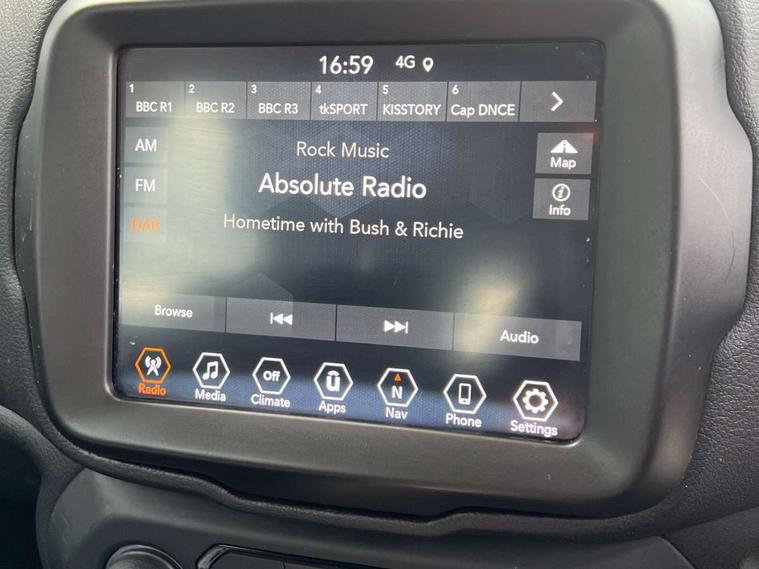 16:59 4G
1 2 3 4 5 6
BBC R1 BBC R2 BBC R3 tkSPORT KISSTORY Cap DNCE
AM
Rock Music
Map
FM
Absolute Radio
Info
DAB
Hometime with Bush & Richie
Browse
Audio
Off
N
Radio Media Climate Apps Nav Phone Settings